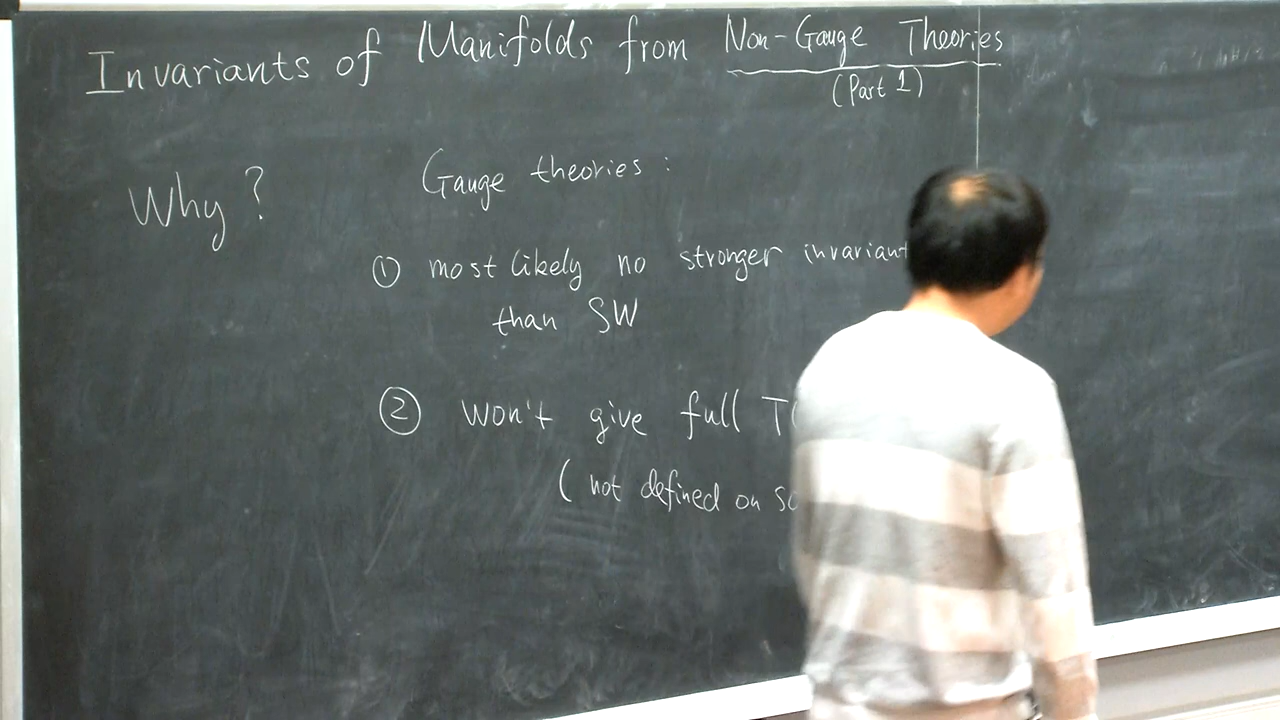 Invariants of Manifolds from Non-Gauge Theories
(Part 1)
Why?
Gauge theories:
① most likely no stronger invariant
than SW
② won't give full
( not defined on